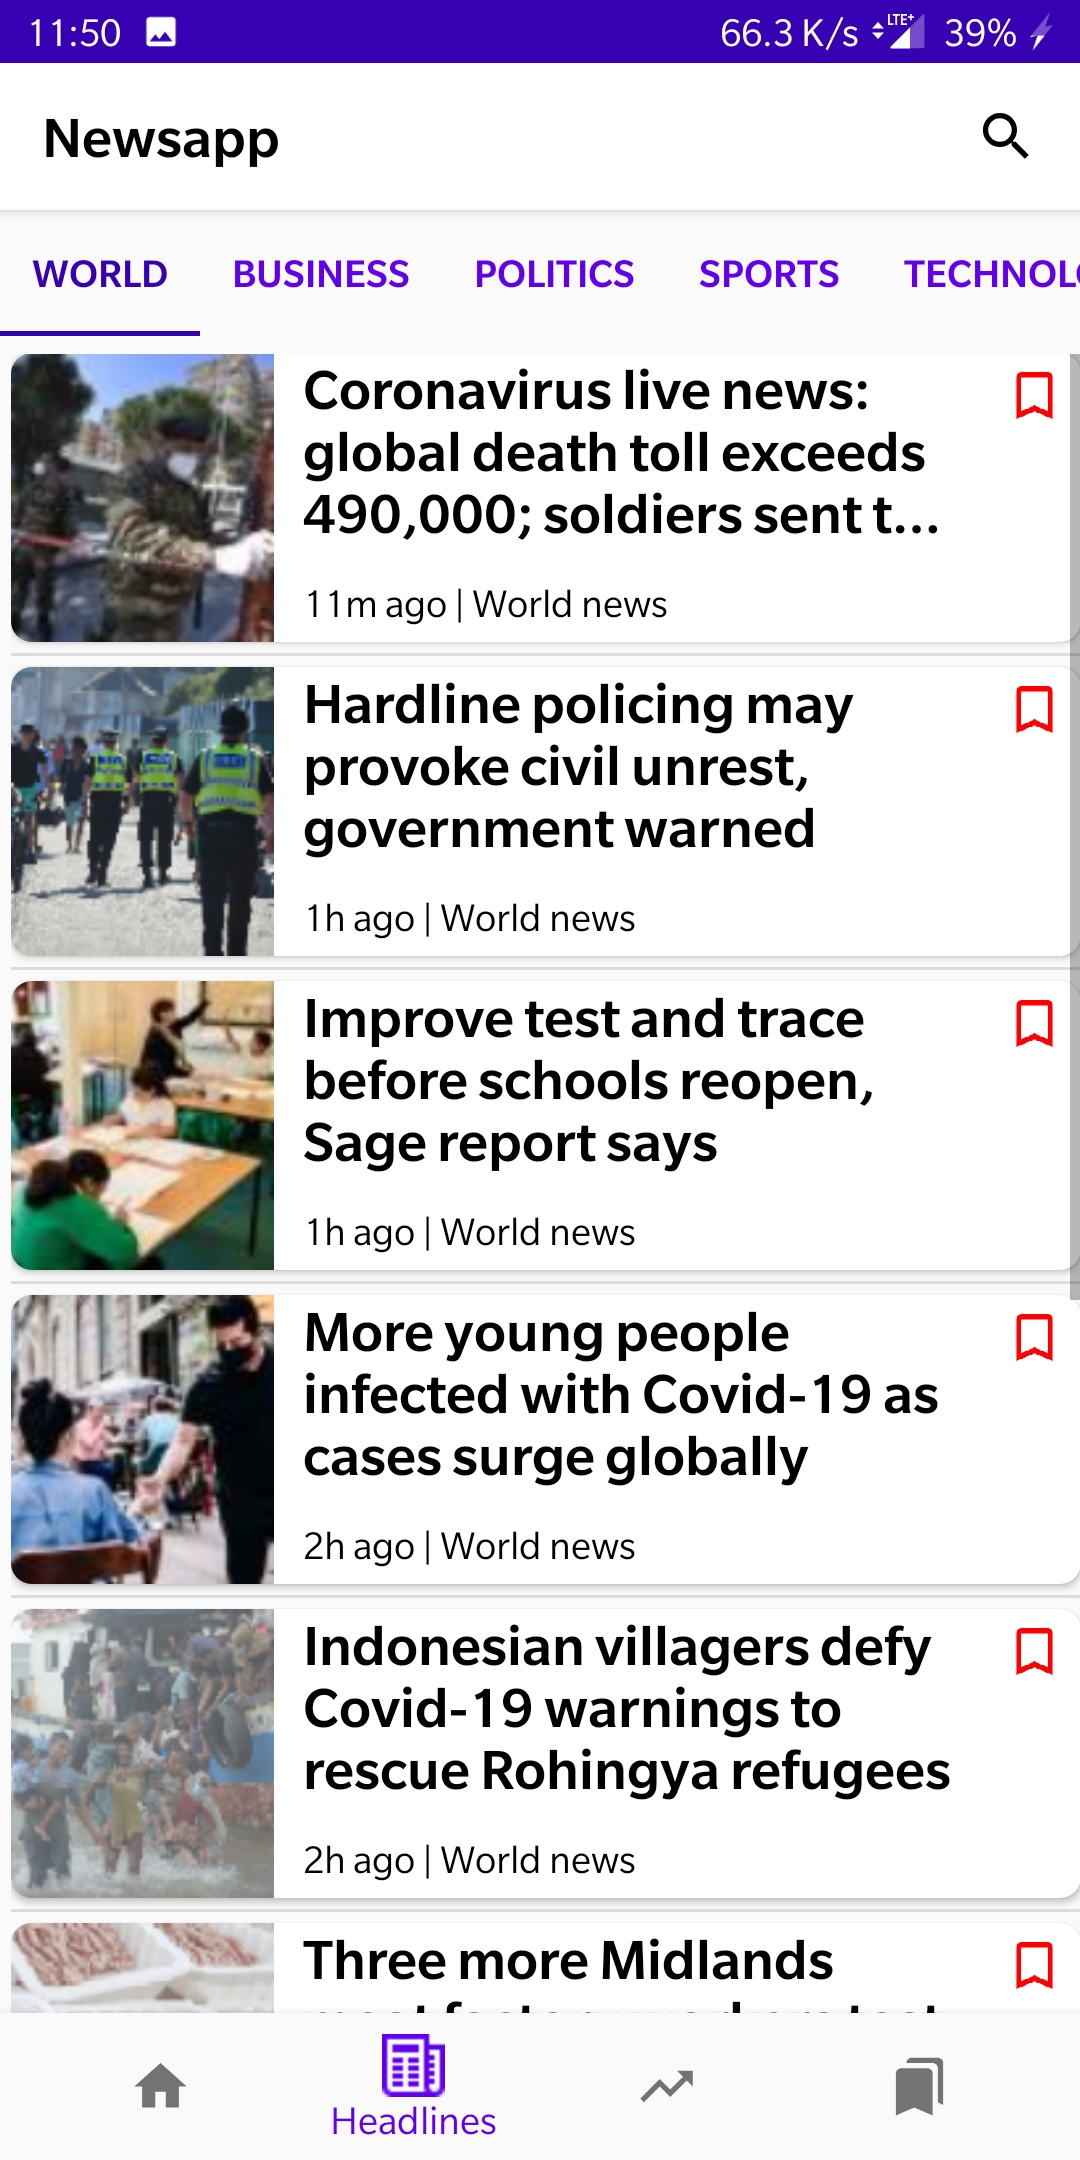 11:50 66.3 K/s LTE+ 39%
Newsapp
WORLD BUSINESS POLITICS SPORTS TECHNOL
Coronavirus live news:
global death toll exceeds
490,000; soldiers sent t...
11m ago | World news
Hardline policing may
provoke civil unrest,
government warned
1h ago | World news
Improve test and trace
before schools reopen,
Sage report says
1h ago | World news
More young people
infected with Covid-19 as
cases surge globally
2h ago | World news
Indonesian villagers defy
Covid-19 warnings to
rescue Rohingya refugees
2h ago | World news
Three more Midlands
Headlines